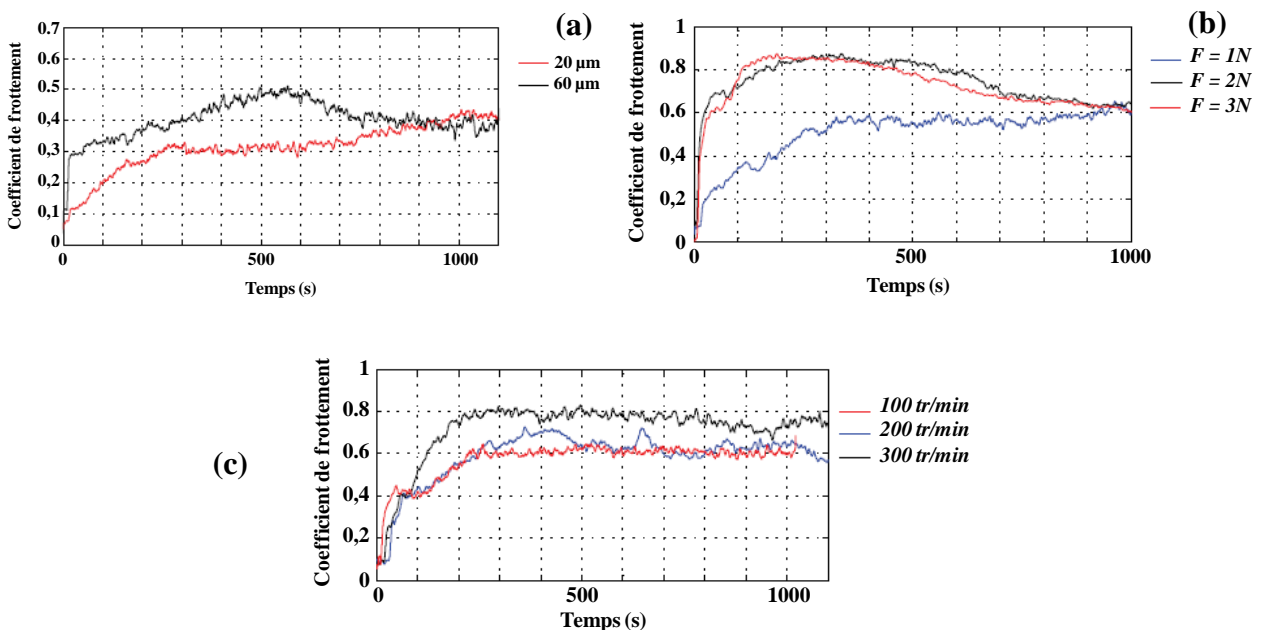 (a)
Coefficient de frottement
0.7
0.6
0.5
0.4
0.3
0.2
0,1
0
0
500
1000
Temps (s)
20 µm
60 µm
(b)
Coefficient de frottement
1
0.8
0.6
0,4
0,2
0
0
500
1000
Temps (s)
F = 1N
F = 2N
F = 3N
(c)
Coefficient de frottement
1
0.8
0.6
0.4
0,2
0
0
500
1000
Temps (s)
100 tr/min
200 tr/min
300 tr/min